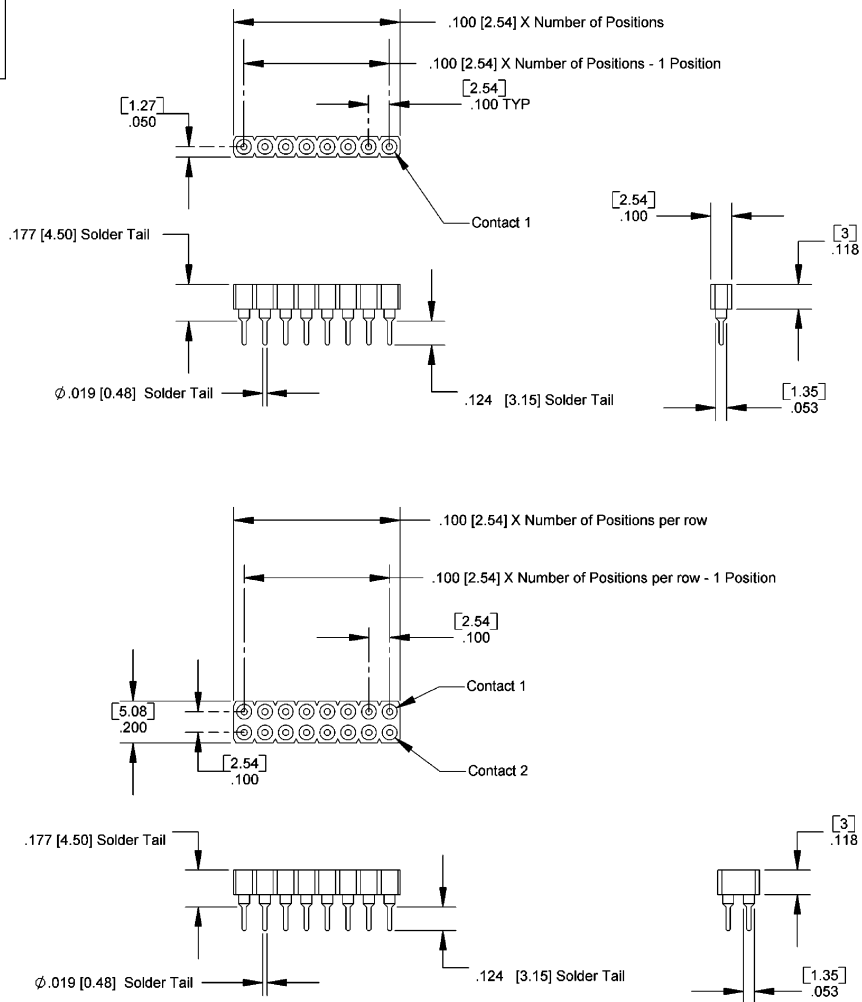 .100 [2.54] X Number of Positions
.100 [2.54] X Number of Positions - 1 Position
[2.54]
.100 TYP
[1.27]
.050
Contact 1
[2.54]
.100
.177 [4.50] Solder Tail
[3]
.118
Ø.019 [0.48] Solder Tail
.124 [3.15] Solder Tail
[1.35]
.053
.100 [2.54] X Number of Positions per row
.100 [2.54] X Number of Positions per row - 1 Position
[2.54]
.100
Contact 1
[5.08]
.200
[2.54]
.100
Contact 2
.177 [4.50] Solder Tail
[3]
.118
Ø.019 [0.48] Solder Tail
.124 [3.15] Solder Tail
[1.35]
.053